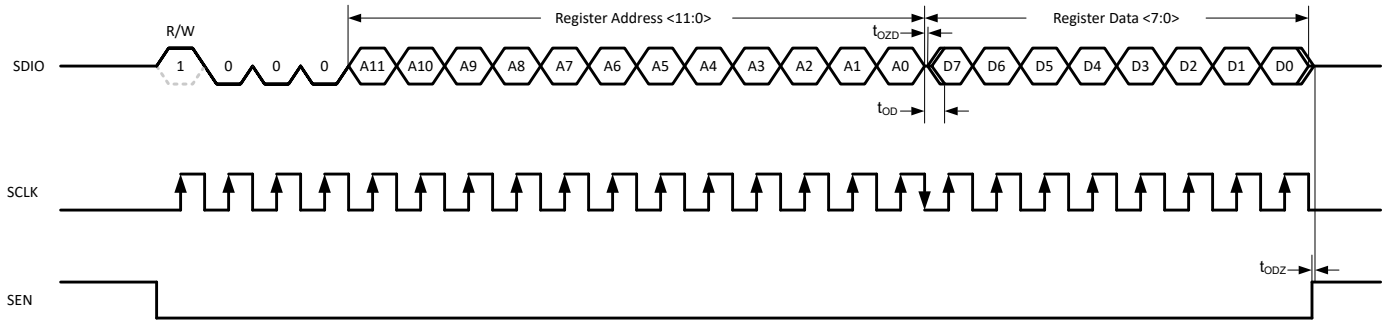 Register Address <11:0>
Register Data <7:0>
R/W
tOZD
SDIO
1 0 0 0 A11 A10 A9 A8 A7 A6 A5 A4 A3 A2 A1 A0 D7 D6 D5 D4 D3 D2 D1 D0
tOD
SCLK
tODZ
SEN